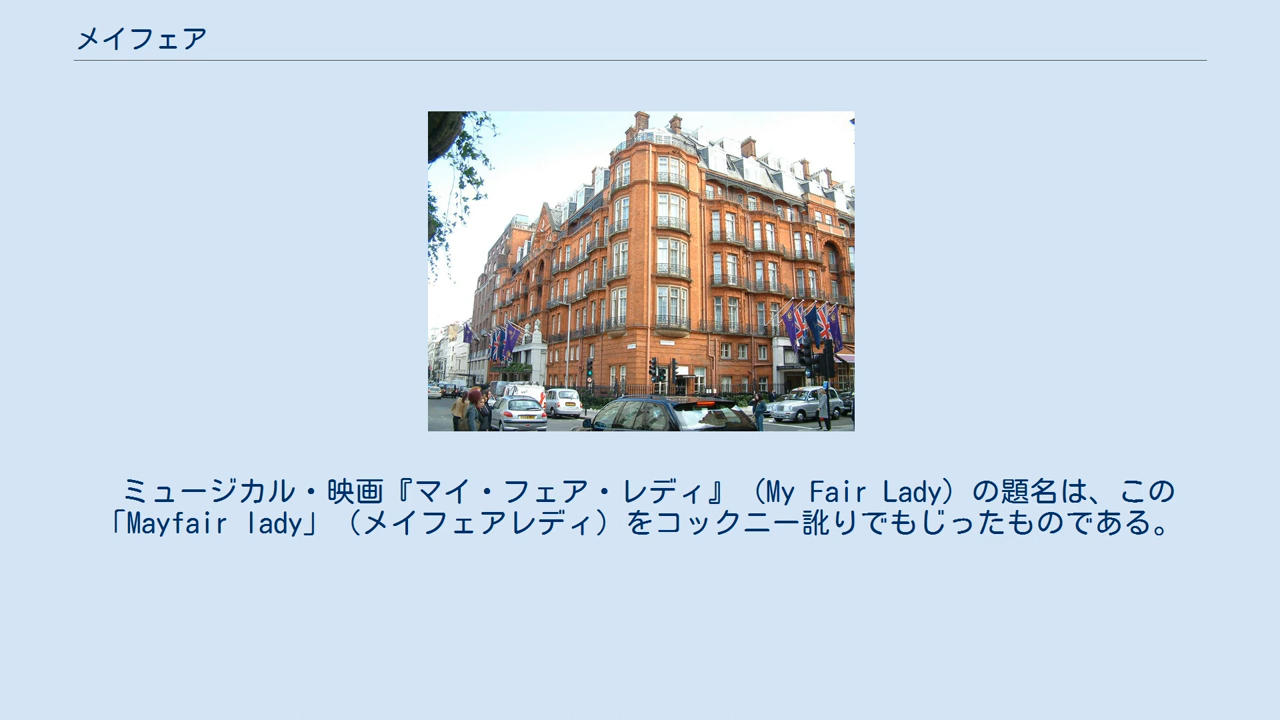 メイフェア
ミュージカル・映画『マイ・フェア・レディ』（My Fair Lady）の題名は、この
「Mayfair lady」（メイフェアレディ）をコックニー訛りでもじったものである。